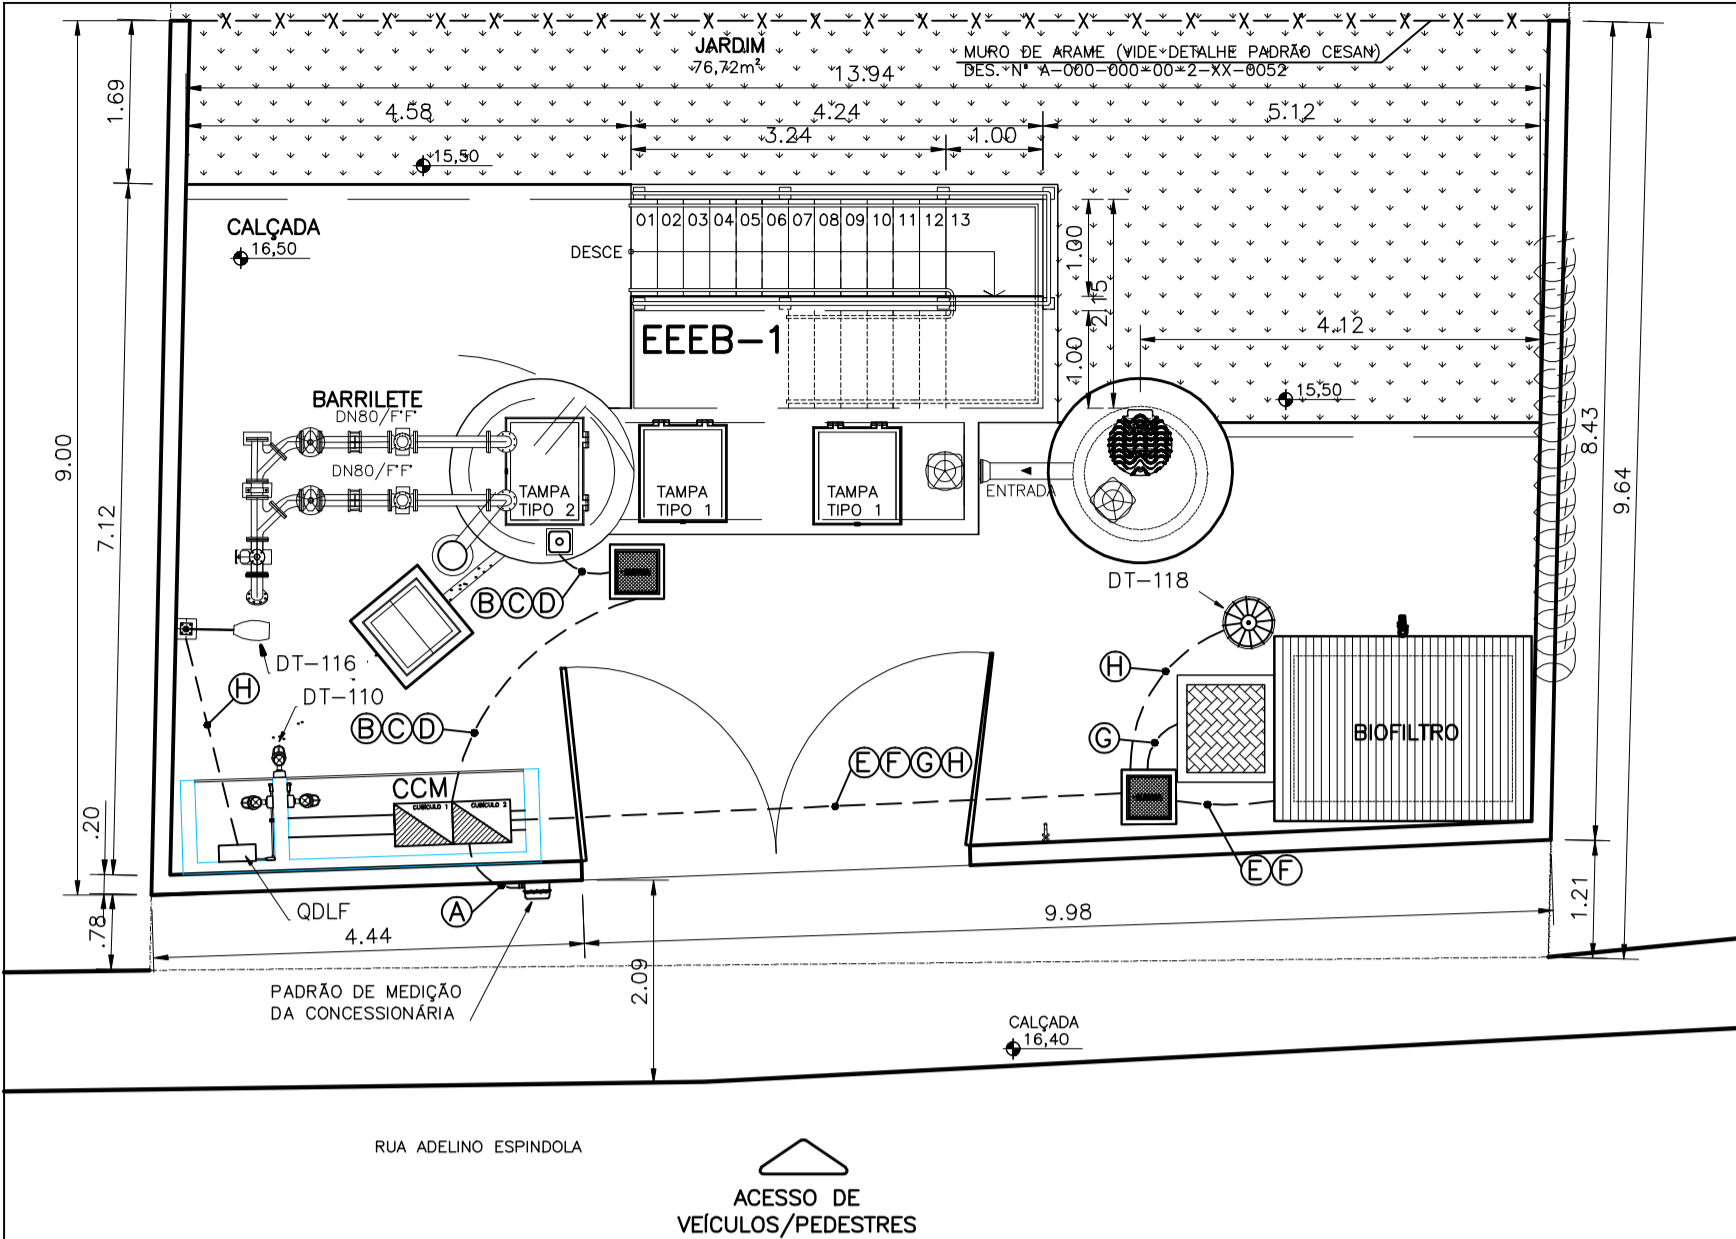 JARDIM
76,72m²
MURO DE ARAME (VIDE DETALHE PADRÃO CESAN)
DES. Nº A-000-000-00-2-XX-0052
13.94
1.69
4.58
4.24
5.12
3.24
1.00
15,50
CALÇADA
16,50
01 02 03 04 05 06 07 08 09 10 11 12 13
DESCE
1.00
2.15
1.00
EEEB-1
4.12
15,50
BARRILETE
DN80/FºFº
DN80/FºFº
9.00
7.12
8.43
9.64
TAMPA
TIPO 2
TAMPA
TIPO 1
TAMPA
TIPO 1
ENTRADA
DT-118
B C D
DT-116
DT-110
H
H
B C D
G
E F G H
BIOFILTRO
CCM
CUBÍCULO 1
CUBÍCULO 2
.20
E F
A
QDLF
.78
4.44
9.98
1.21
2.09
PADRÃO DE MEDIÇÃO
DA CONCESSIONÁRIA
CALÇADA
16,40
RUA ADELINO ESPINDOLA
ACESSO DE
VEÍCULOS/PEDESTRES